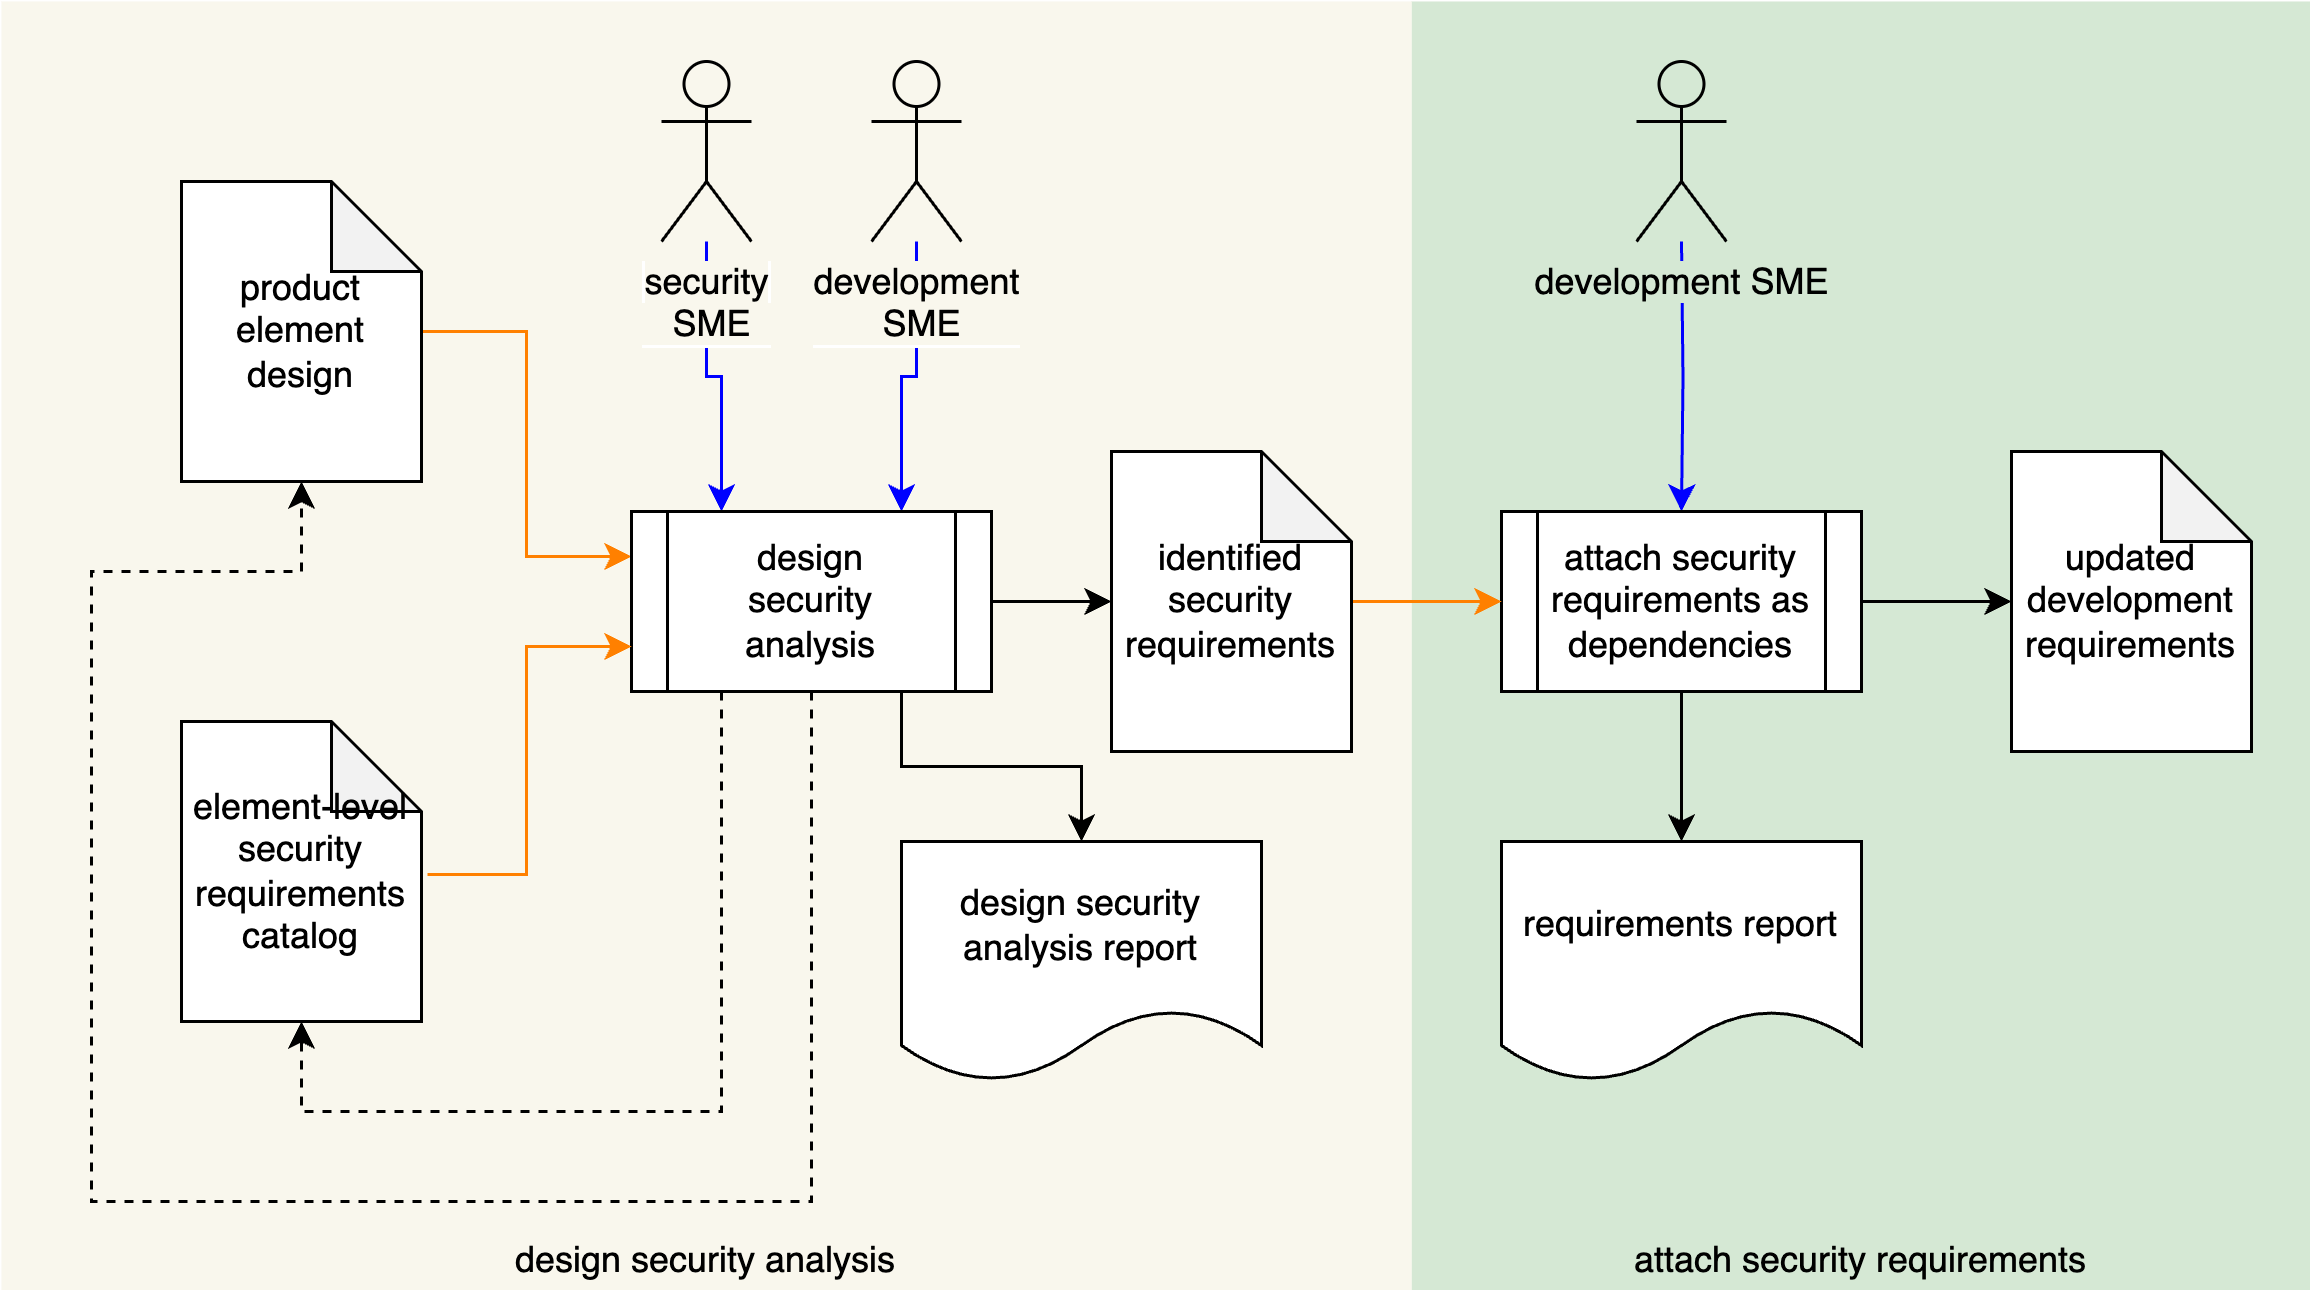 security
SME
development
SME
development SME
product
element
design
design
security
analysis
identified
security
requirements
attach security
requirements as
dependencies
updated
development
requirements
element-level
security
requirements
catalog
design security
analysis report
requirements report
design security analysis
attach security requirements